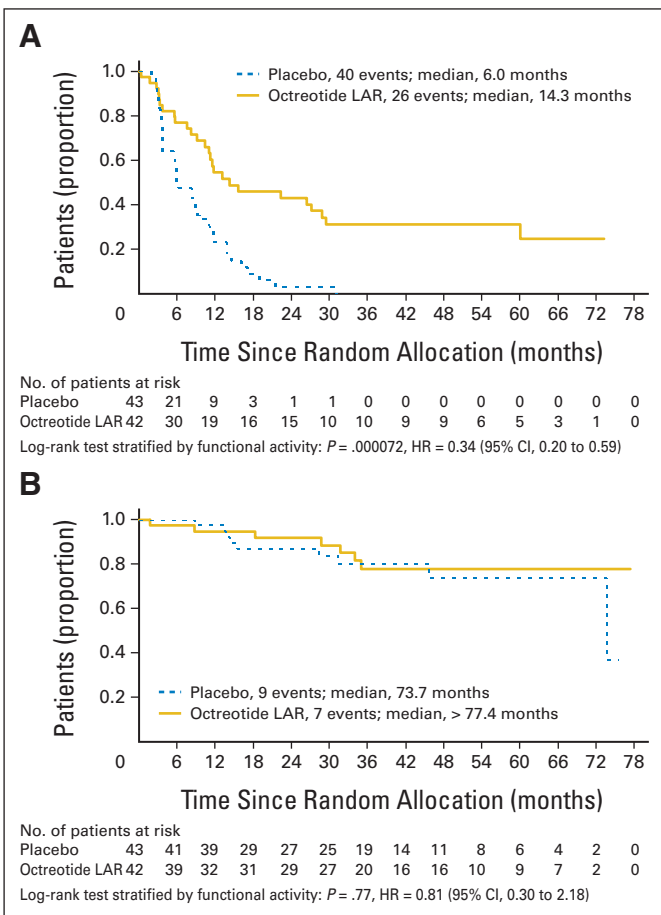 A
1.0
0.8
0.6
0.4
0.2
Patients (proportion)
Placebo, 40 events; median, 6.0 months
Octreotide LAR, 26 events; median, 14.3 months
0 6 12 18 24 30 36 42 48 54 60 66 72 78
Time Since Random Allocation (months)
No. of patients at risk
Placebo 43 21 9 3 1 1 0 0 0 0 0 0 0 0
Octreotide LAR 42 30 19 16 15 10 10 9 9 6 5 3 1 0
Log-rank test stratified by functional activity: P = .000072, HR = 0.34 (95% CI, 0.20 to 0.59)
B
1.0
0.8
0.6
0.4
0.2
Patients (proportion)
Placebo, 9 events; median, 73.7 months
Octreotide LAR, 7 events; median, > 77.4 months
0 6 12 18 24 30 36 42 48 54 60 66 72 78
Time Since Random Allocation (months)
No. of patients at risk
Placebo 43 41 39 29 27 25 19 14 11 8 6 4 2 0
Octreotide LAR 42 39 32 31 29 27 20 16 16 10 9 7 2 0
Log-rank test stratified by functional activity: P = .77, HR = 0.81 (95% CI, 0.30 to 2.18)